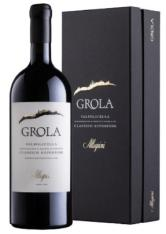 GROLA
VALPOLICELLA
CLASSICO SUPERIORE
Allegrini
GROLA
VALPOLICELLA
CLASSICO SUPERIORE
Allegrini